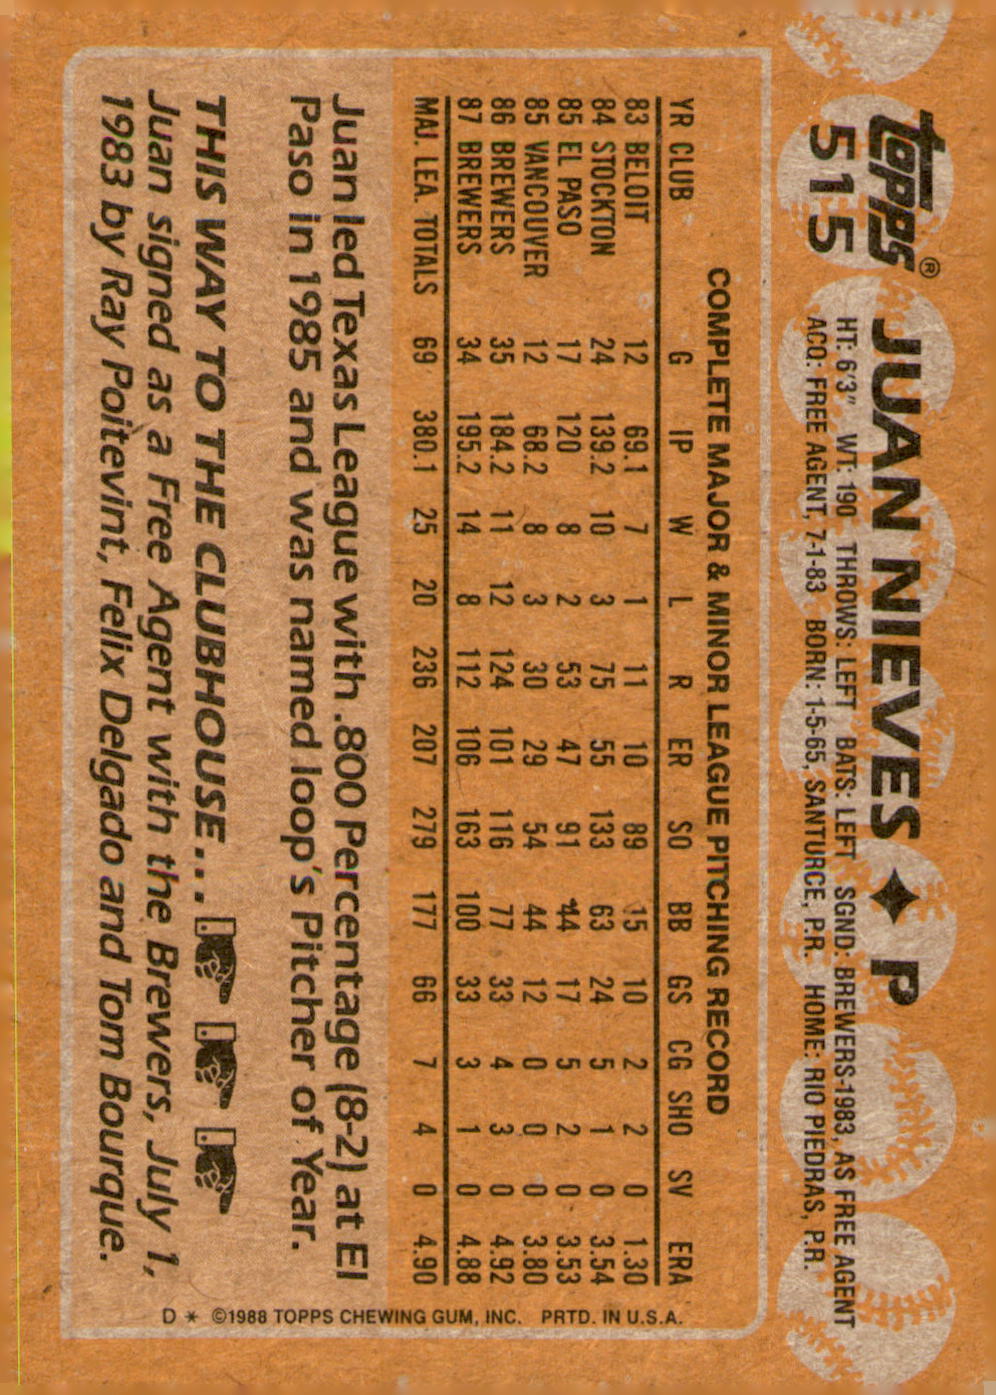 topps® JUAN NIEVES ♦ P
515 HT: 6'3" WT: 190 THROWS: LEFT BATS: LEFT SGND: BREWERS-1983, AS FREE AGENT
ACQ: FREE AGENT, 7-1-83 BORN: 1-5-65, SANTURCE, P.R. HOME: RIO PIEDRAS, P.R.
COMPLETE MAJOR & MINOR LEAGUE PITCHING RECORD
YR CLUB G IP W L R ER SO BB GS CG SHO SV ERA
83 BELOIT 12 69.1 7 1 11 10 89 15 10 2 2 0 1.30
84 STOCKTON 24 139.2 10 3 75 55 133 63 24 5 1 0 3.54
85 EL PASO 17 120 8 2 53 47 91 44 17 5 2 0 3.53
85 VANCOUVER 12 68.2 8 3 30 29 54 44 12 0 0 0 3.80
86 BREWERS 35 184.2 11 12 124 101 116 77 33 4 3 0 4.92
87 BREWERS 34 195.2 14 8 112 106 163 100 33 3 1 0 4.88
MAJ. LEA. TOTALS 69 380.1 25 20 236 207 279 177 66 7 4 0 4.90
Juan led Texas League with .800 Percentage (8-2) at El
Paso in 1985 and was named loop's Pitcher of Year.
THIS WAY TO THE CLUBHOUSE...
Juan signed as a Free Agent with the Brewers, July 1,
1983 by Ray Poitevint, Felix Delgado and Tom Bourque.
D * ©1988 TOPPS CHEWING GUM, INC. PRTD. IN U.S.A.